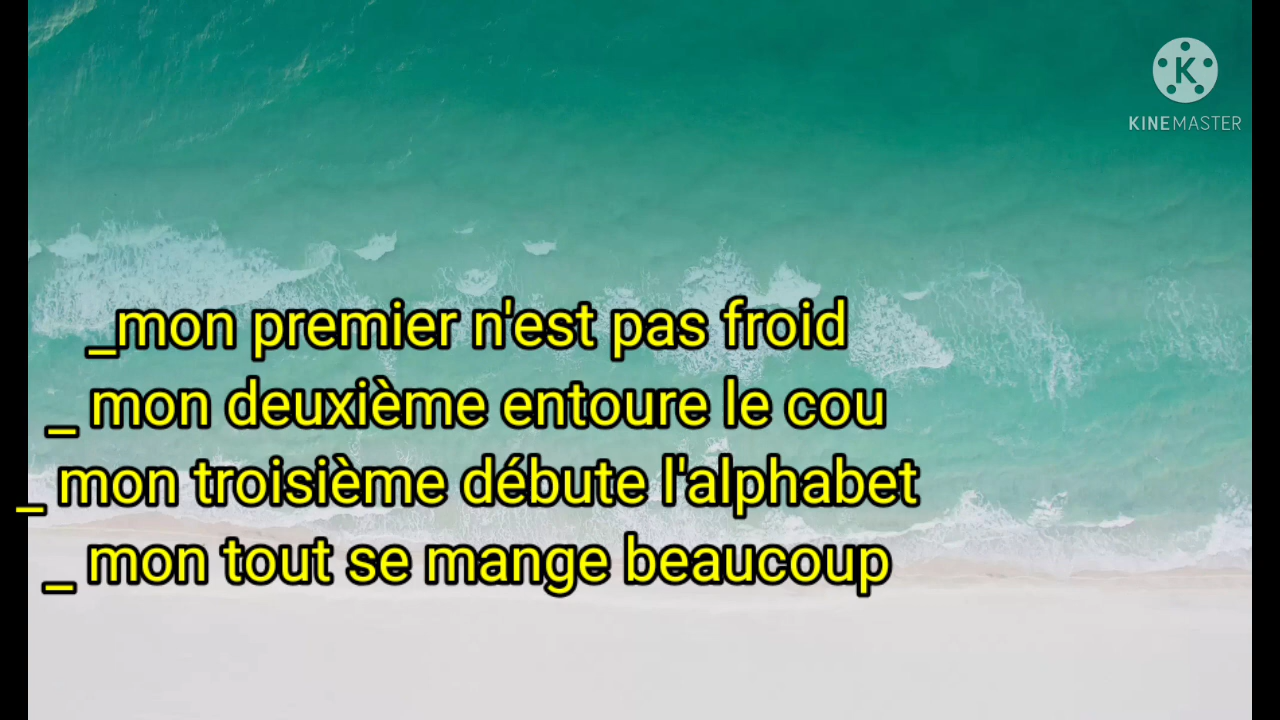 K
KINEMASTER
_mon premier n'est pas froid
_ mon deuxième entoure le cou
_ mon troisième débute l'alphabet
_ mon tout se mange beaucoup